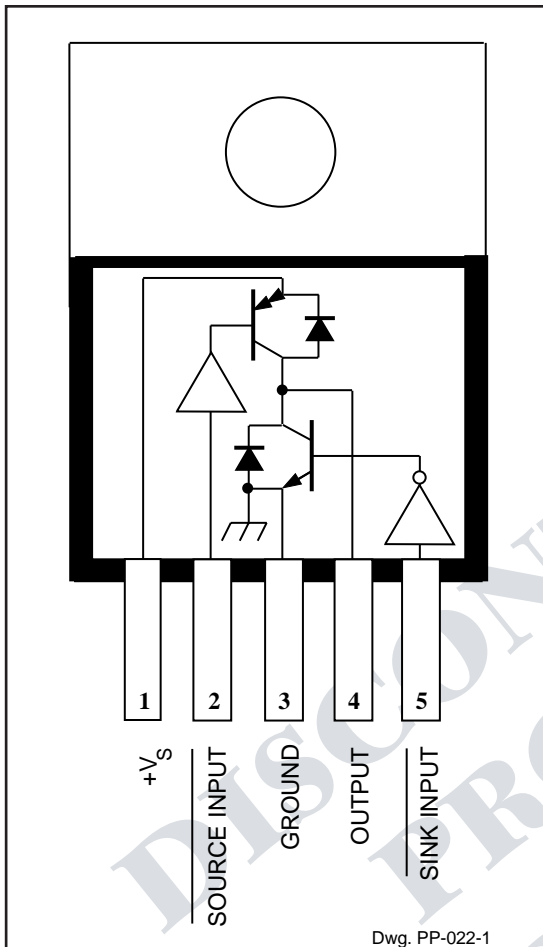 1 2 3 4 5
+VS
SOURCE INPUT
GROUND
OUTPUT
SINK INPUT
Dwg. PP-022-1